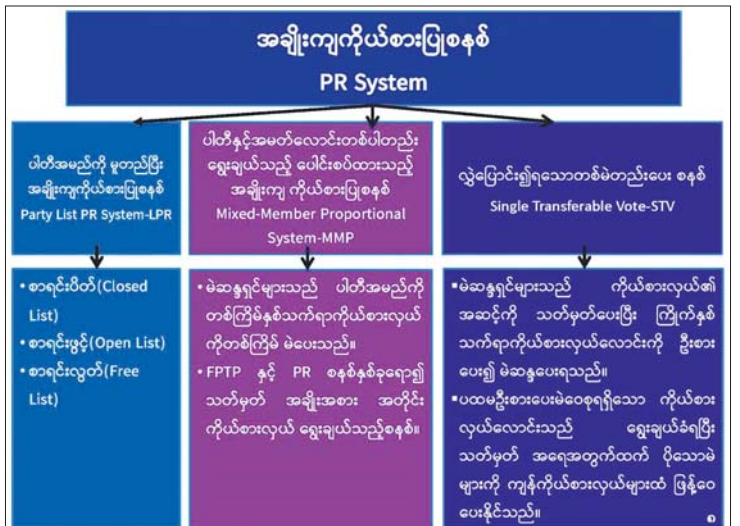 အချိုးကျကိုယ်စားပြုစနစ်
PR System
ပါတီအမည်ကို မူတည်ပြီး
အချိုးကျကိုယ်စားပြုစနစ်
Party List PR System-LPR
ပါတီနှင့်အမတ်လောင်းတစ်ပါတည်း
ရွေးချယ်သည့် ပေါင်းစပ်ထားသည့်
အချိုးကျ ကိုယ်စားပြုစနစ်
Mixed-Member Proportional
System-MMP
လွှဲပြောင်း၍ရသောတစ်မဲတည်းပေး စနစ်
Single Transferable Vote-STV
• စာရင်းပိတ်(Closed
List)
• စာရင်းဖွင့်(Open List)
• စာရင်းလွတ်(Free
List)
• မဲဆန္ဒရှင်များသည် ပါတီအမည်ကို
တစ်ကြိမ်နှစ်သက်ရာကိုယ်စားလှယ်
ကိုတစ်ကြိမ် မဲပေးသည်။
• FPTP နှင့် PR စနစ်နှစ်ခုရော၍
သတ်မှတ် အချိုးအစား အတိုင်း
ကိုယ်စားလှယ် ရွေးချယ်သည့်စနစ်။
▪ မဲဆန္ဒရှင်များသည် ကိုယ်စားလှယ်၏
အဆင့်ကို သတ်မှတ်ပေးပြီး ကြိုက်နှစ်
သက်ရာကိုယ်စားလှယ်လောင်းကို ဦးစား
ပေး၍ မဲဆန္ဒပေးရသည်။
▪ ပထမဦးစားပေးမဲဝေစုရရှိသော ကိုယ်စား
လှယ်လောင်းသည် ရွေးချယ်ခံရပြီး
သတ်မှတ် အရေအတွက်ထက် ပိုသောမဲ
များကို ကျန်ကိုယ်စားလှယ်များထံ ဖြန့်ဝေ
ပေးနိုင်သည်။